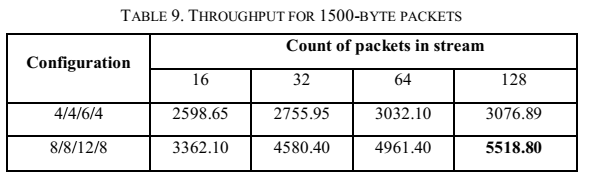 TABLE 9. THROUGHPUT FOR 1500-BYTE PACKETS
Configuration
Count of packets in stream
16 32 64 128
4/4/6/4 2598.65 2755.95 3032.10 3076.89
8/8/12/8 3362.10 4580.40 4961.40 5518.80